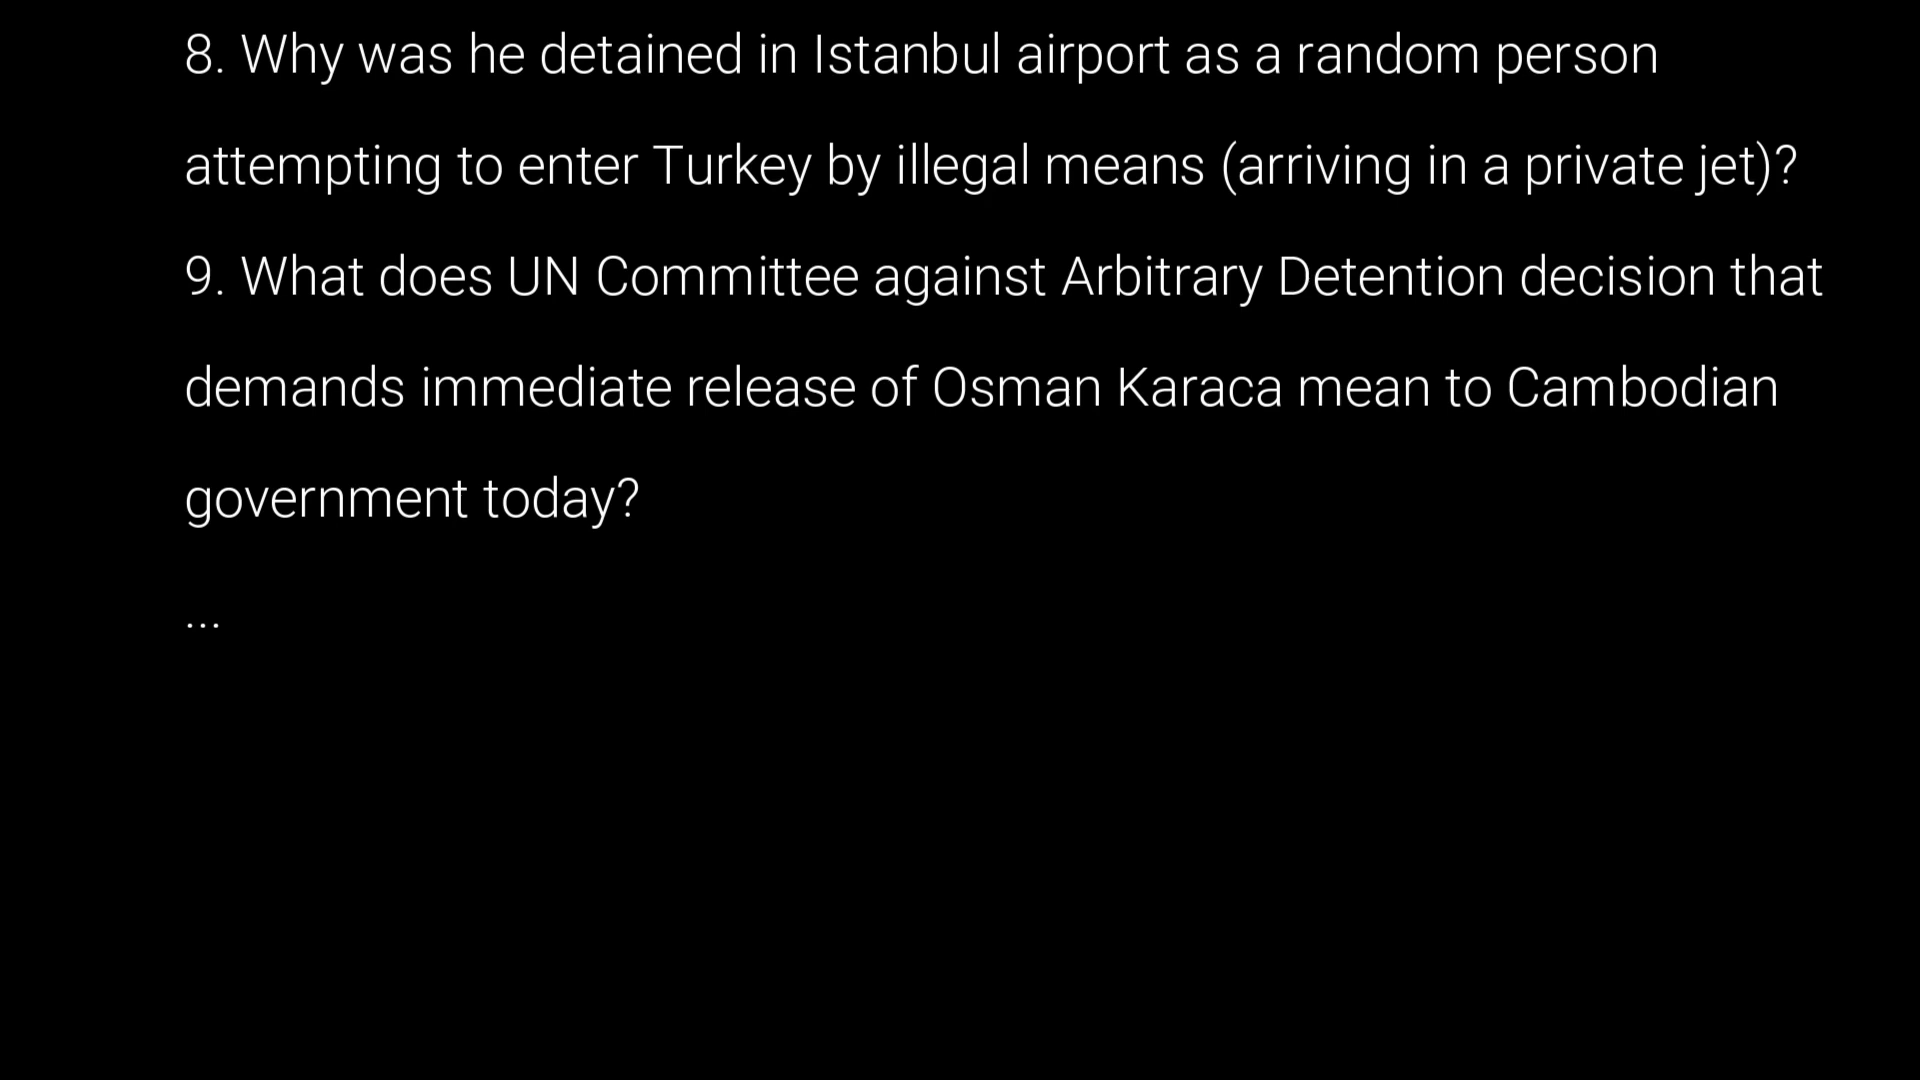 8. Why was he detained in Istanbul airport as a random person
attempting to enter Turkey by illegal means (arriving in a private jet)?
9. What does UN Committee against Arbitrary Detention decision that
demands immediate release of Osman Karaca mean to Cambodian
government today?
...